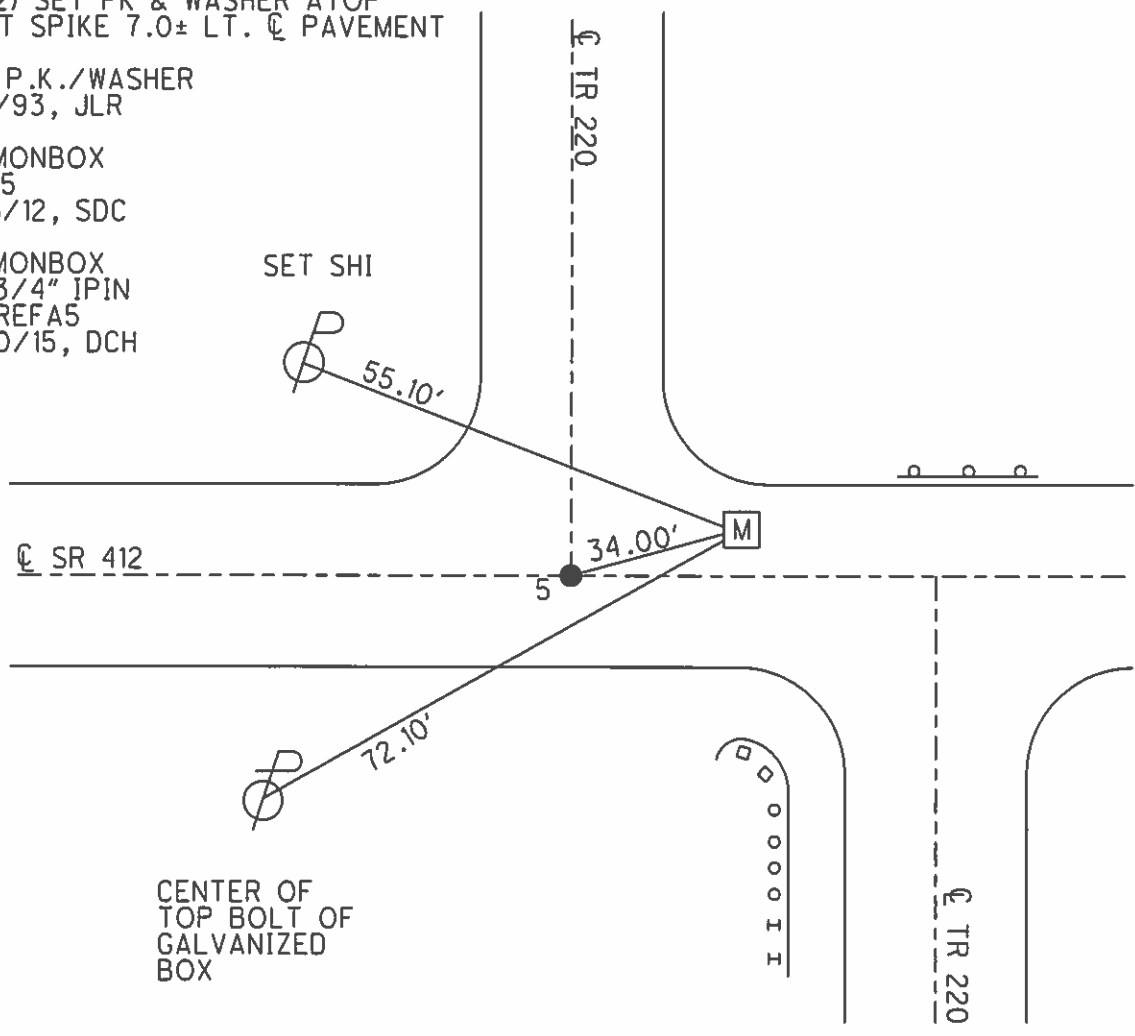 SET PK & WASHER ATOP
SPIKE 7.0± LT. ℄ PAVEMENT
P.K./WASHER
/93, JLR
MONBOX
5
/12, SDC
MONBOX
3/4" IPIN
REFA5
0/15, DCH
SET SHI
℄ TR 220
55.10'
M
34.00'
℄ SR 412
5
72.10'
CENTER OF
TOP BOLT OF
GALVANIZED
BOX
℄ TR 220